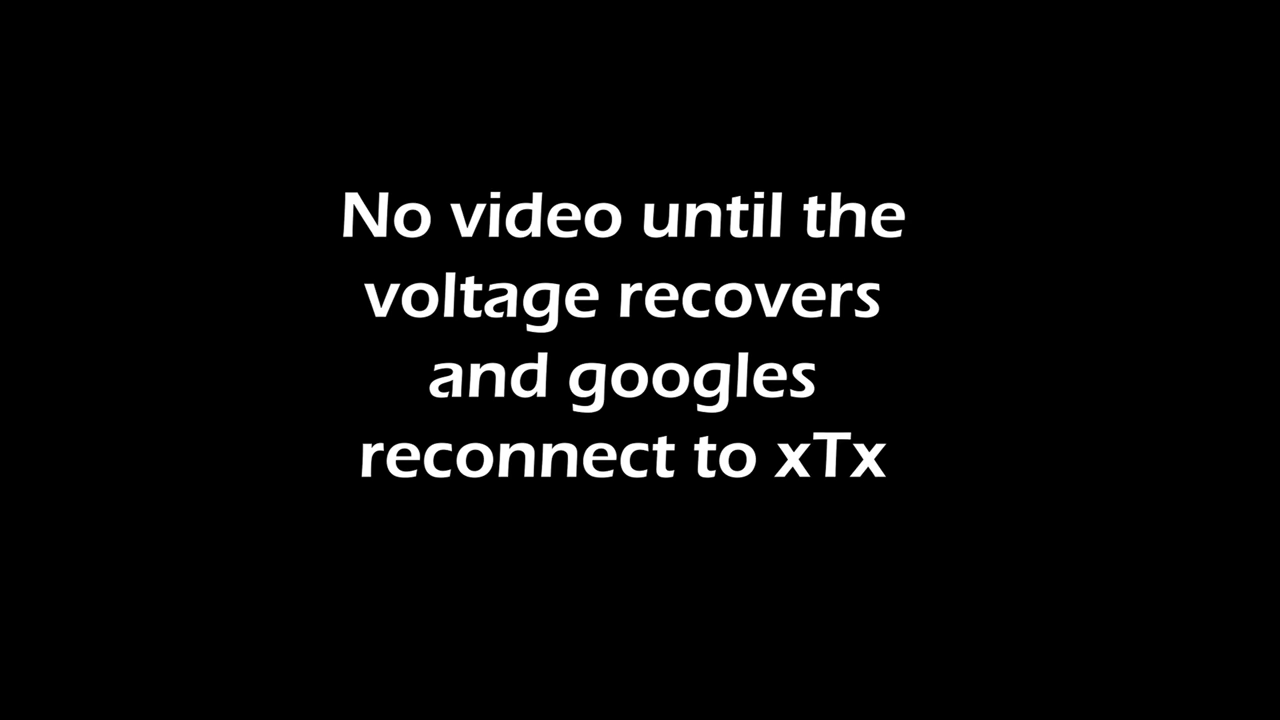 No video until the
voltage recovers
and googles
reconnect to xTx